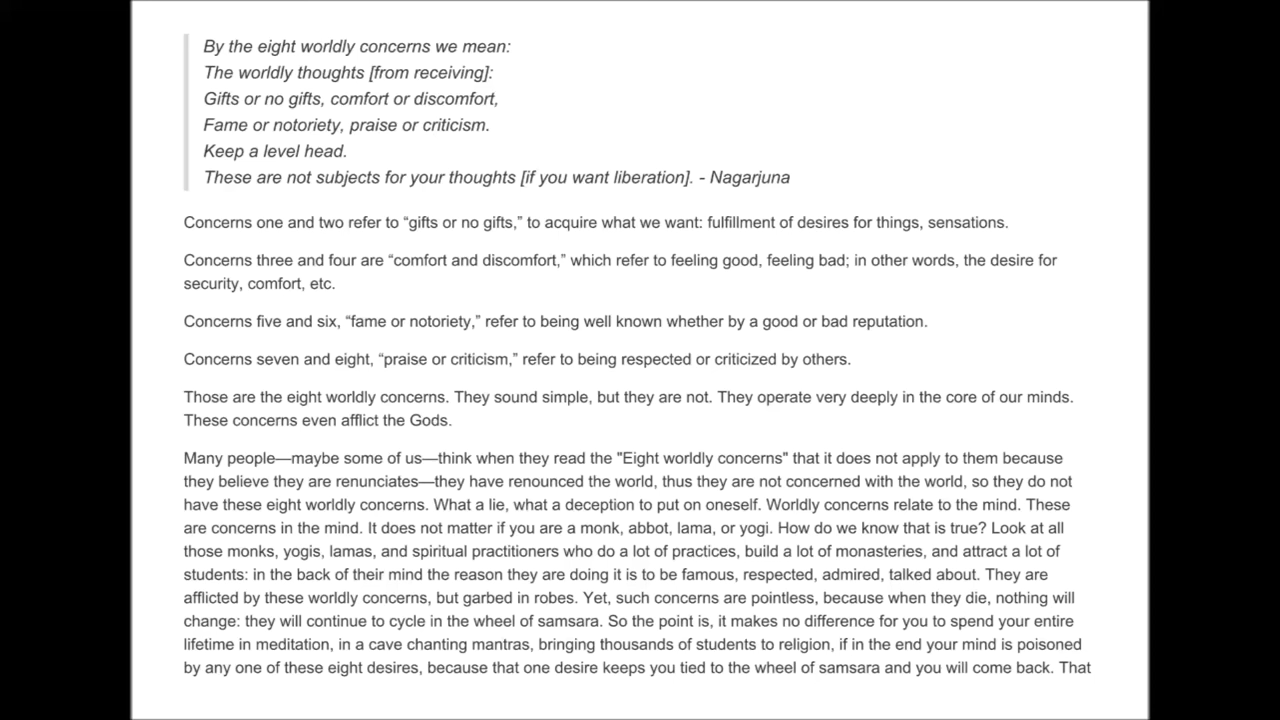 By the eight worldly concerns we mean:
The worldly thoughts [from receiving]:
Gifts or no gifts, comfort or discomfort,
Fame or notoriety, praise or criticism.
Keep a level head.
These are not subjects for your thoughts [if you want liberation]. - Nagarjuna
Concerns one and two refer to “gifts or no gifts,” to acquire what we want: fulfillment of desires for things, sensations.
Concerns three and four are “comfort and discomfort,” which refer to feeling good, feeling bad; in other words, the desire for
security, comfort, etc.
Concerns five and six, “fame or notoriety,” refer to being well known whether by a good or bad reputation.
Concerns seven and eight, “praise or criticism,” refer to being respected or criticized by others.
Those are the eight worldly concerns. They sound simple, but they are not. They operate very deeply in the core of our minds.
These concerns even afflict the Gods.
Many people—maybe some of us—think when they read the "Eight worldly concerns" that it does not apply to them because
they believe they are renunciates—they have renounced the world, thus they are not concerned with the world, so they do not
have these eight worldly concerns. What a lie, what a deception to put on oneself. Worldly concerns relate to the mind. These
are concerns in the mind. It does not matter if you are a monk, abbot, lama, or yogi. How do we know that is true? Look at all
those monks, yogis, lamas, and spiritual practitioners who do a lot of practices, build a lot of monasteries, and attract a lot of
students: in the back of their mind the reason they are doing it is to be famous, respected, admired, talked about. They are
afflicted by these worldly concerns, but garbed in robes. Yet, such concerns are pointless, because when they die, nothing will
change: they will continue to cycle in the wheel of samsara. So the point is, it makes no difference for you to spend your entire
lifetime in meditation, in a cave chanting mantras, bringing thousands of students to religion, if in the end your mind is poisoned
by any one of these eight desires, because that one desire keeps you tied to the wheel of samsara and you will come back. That